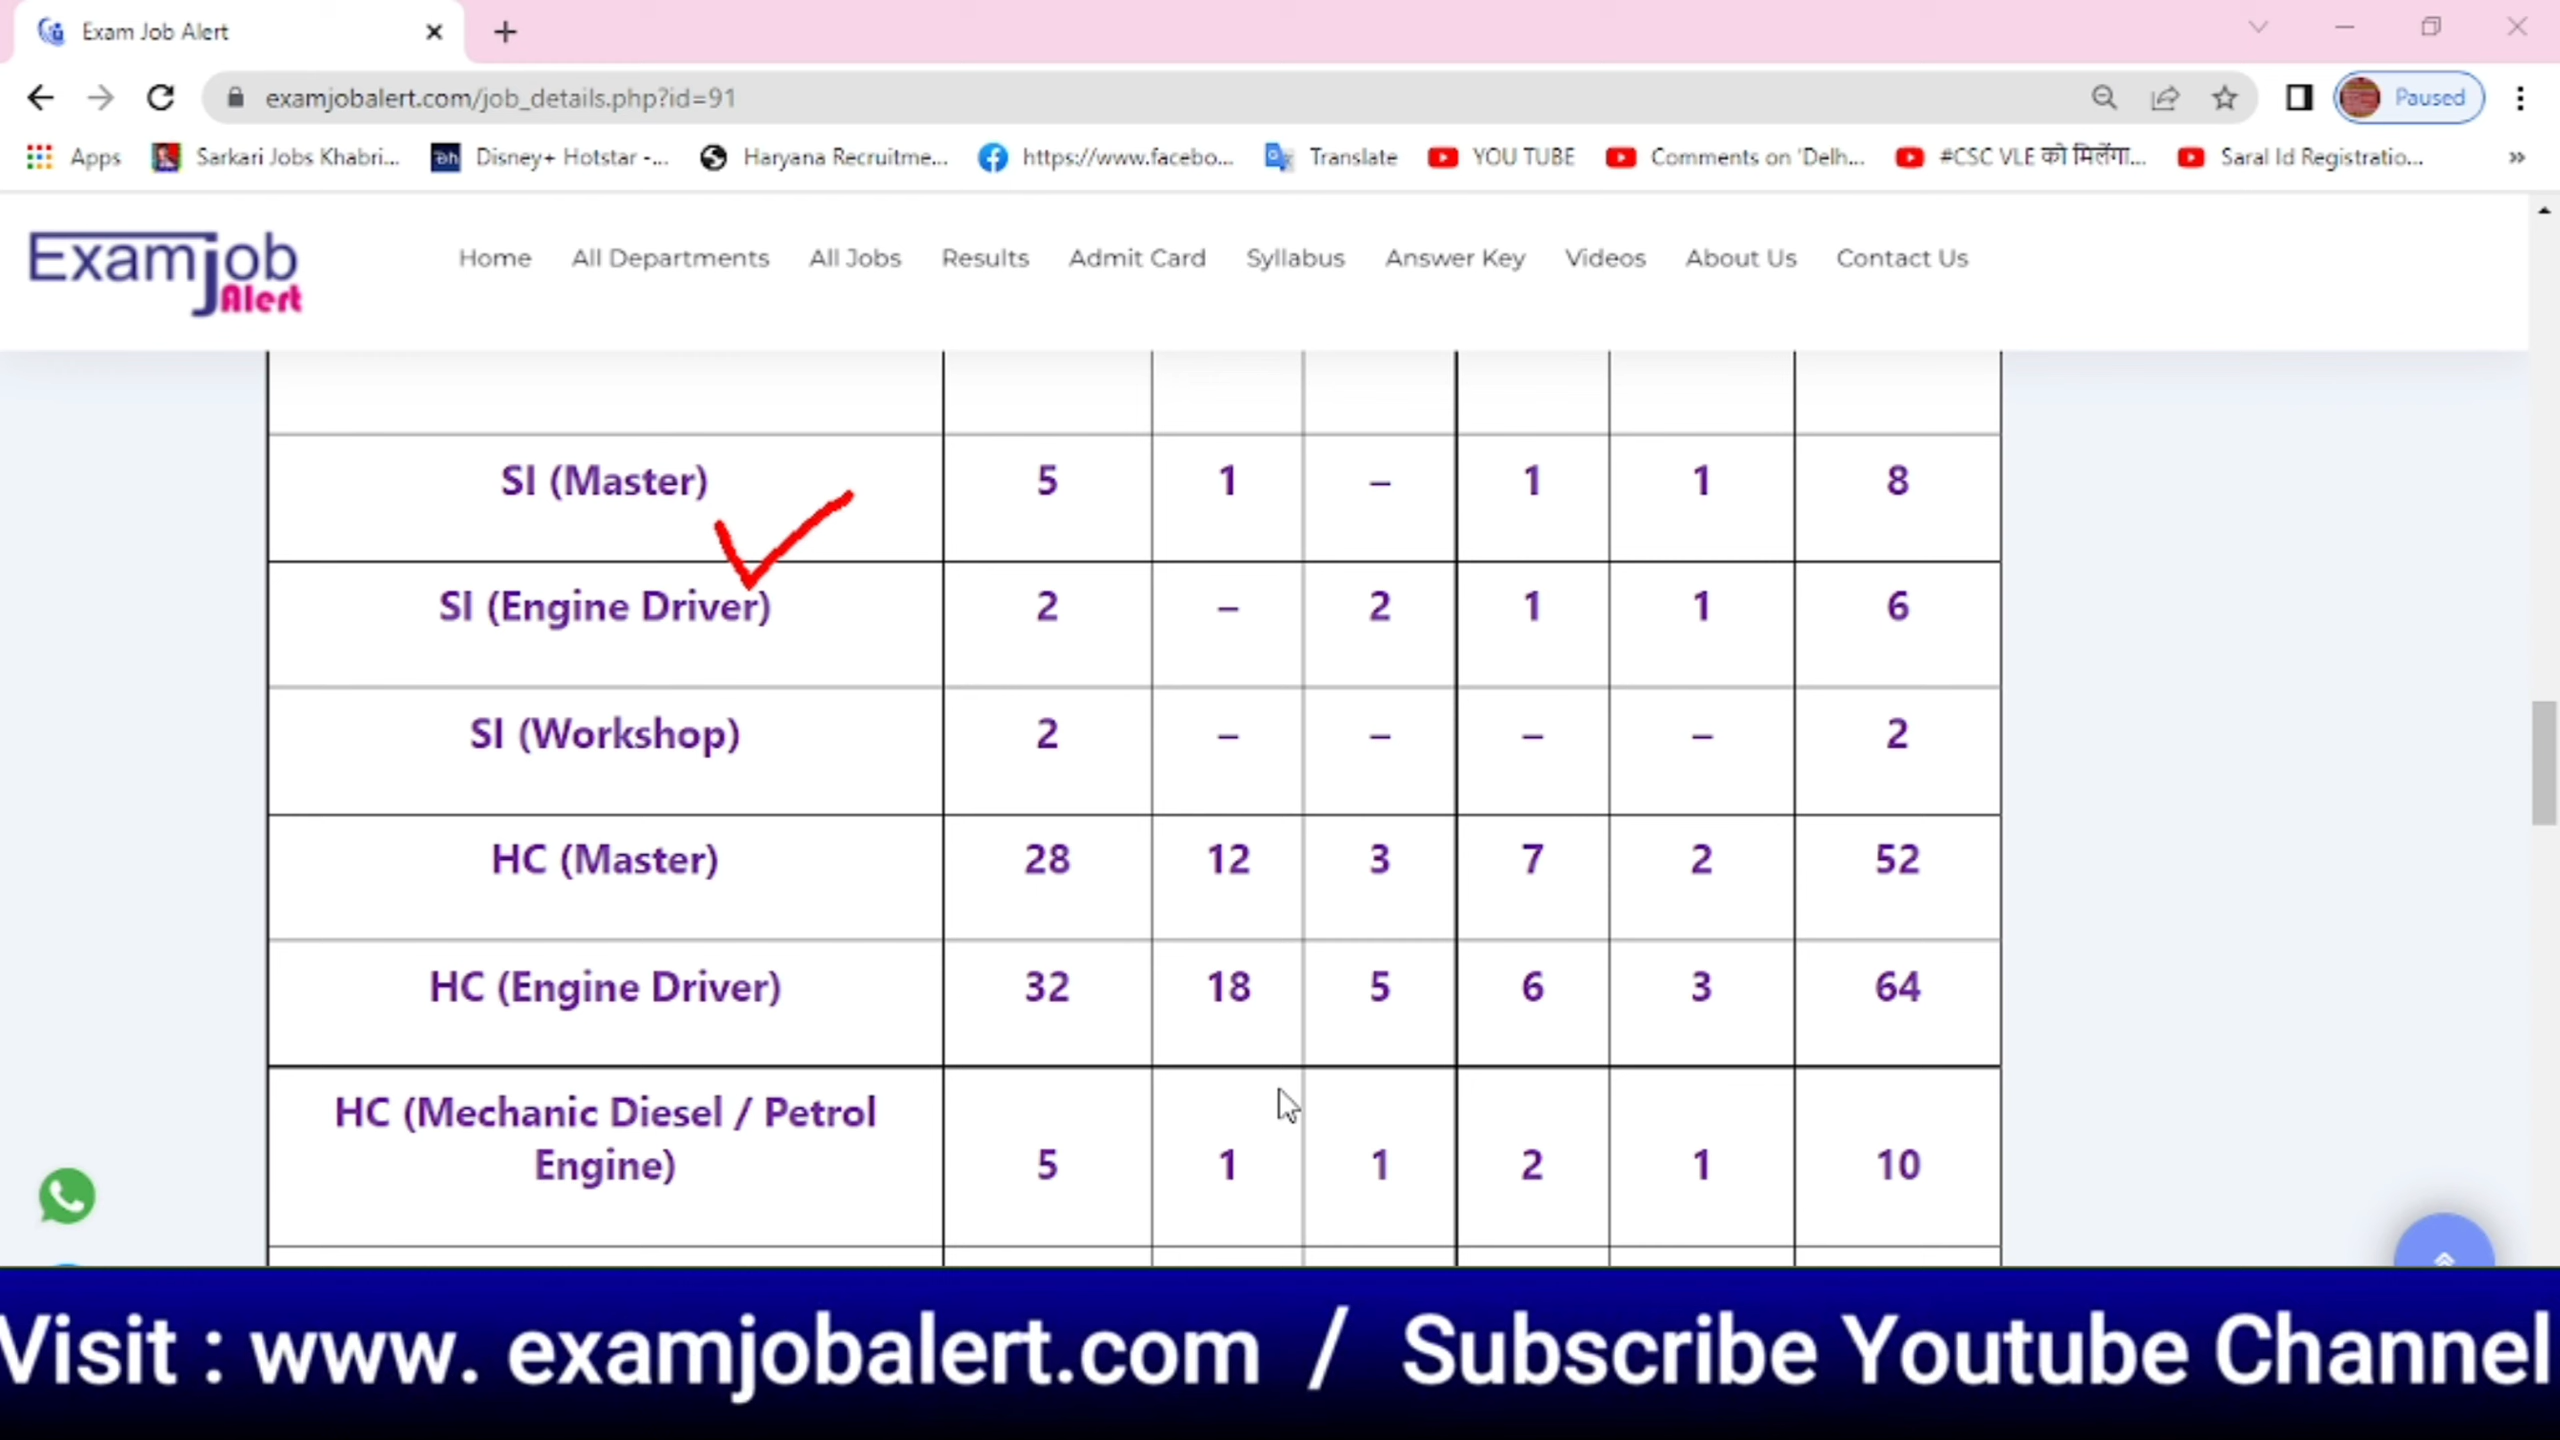 Exam Job Alert
examjobalert.com/job_details.php?id=91
Paused
Apps Sarkari Jobs Khabri... Disney+ Hotstar -... Haryana Recruitme... https://www.facebo... Translate YOU TUBE Comments on 'Delh... #CSC VLE को मिलेंगा... Saral Id Registratio... »
Examjob
Alert
Home All Departments All Jobs Results Admit Card Syllabus Answer Key Videos About Us Contact Us
SI (Master) 5 1 – 1 1 8
SI (Engine Driver) 2 – 2 1 1 6
SI (Workshop) 2 – – – – 2
HC (Master) 28 12 3 7 2 52
HC (Engine Driver) 32 18 5 6 3 64
HC (Mechanic Diesel / Petrol
Engine) 5 1 1 2 1 10
Visit : www. examjobalert.com / Subscribe Youtube Channel